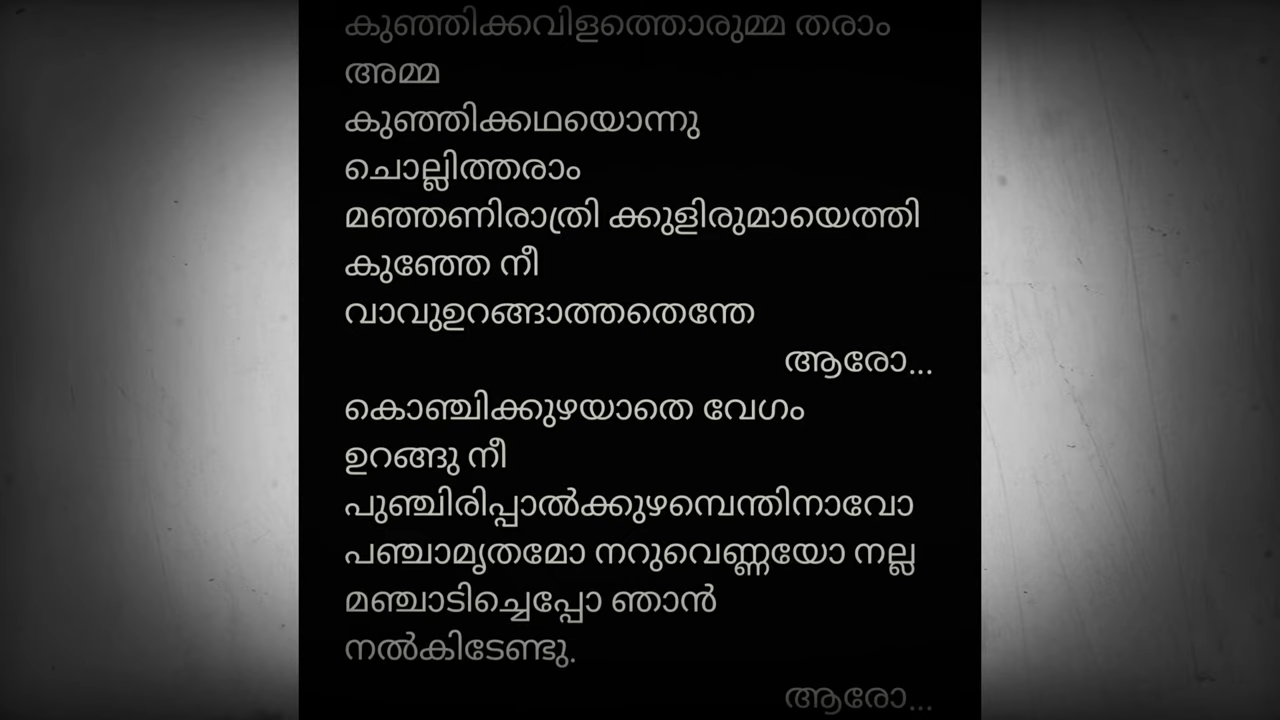 കുഞ്ഞിക്കവിളത്തൊരുമ്മ തരാം
അമ്മ
കുഞ്ഞിക്കഥയൊന്നു
ചൊല്ലിത്തരാം
മഞ്ഞണിരാത്രി ക്കുളിരുമായെത്തി
കുഞ്ഞേ നീ
വാവുഉറങ്ങാത്തതെന്തേ
ആരോ...
കൊഞ്ചിക്കുഴയാതെ വേഗം
ഉറങ്ങു നീ
പുഞ്ചിരിപ്പാൽക്കുഴമ്പെന്തിനാവോ
പഞ്ചാമൃതമോ നറുവെണ്ണയോ നല്ല
മഞ്ചാടിച്ചെപ്പോ ഞാൻ
നൽകിടേണ്ടു.
ആരോ...